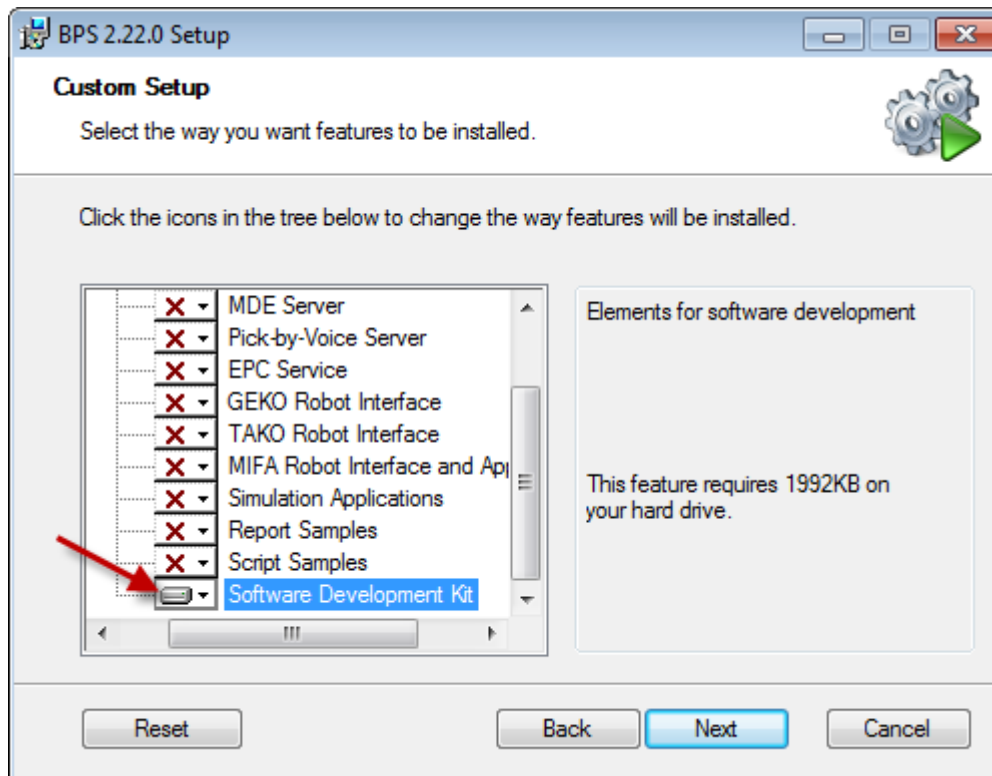 BPS 2.22.0 Setup
Custom Setup
Select the way you want features to be installed.
Click the icons in the tree below to change the way features will be installed.
MDE Server
Pick-by-Voice Server
EPC Service
GEKO Robot Interface
TAKO Robot Interface
MIFA Robot Interface and
Simulation Applications
Report Samples
Script Samples
Software Development Kit
Elements for software development
This feature requires 1992KB on
your hard drive.
Reset
Back
Next
Cancel